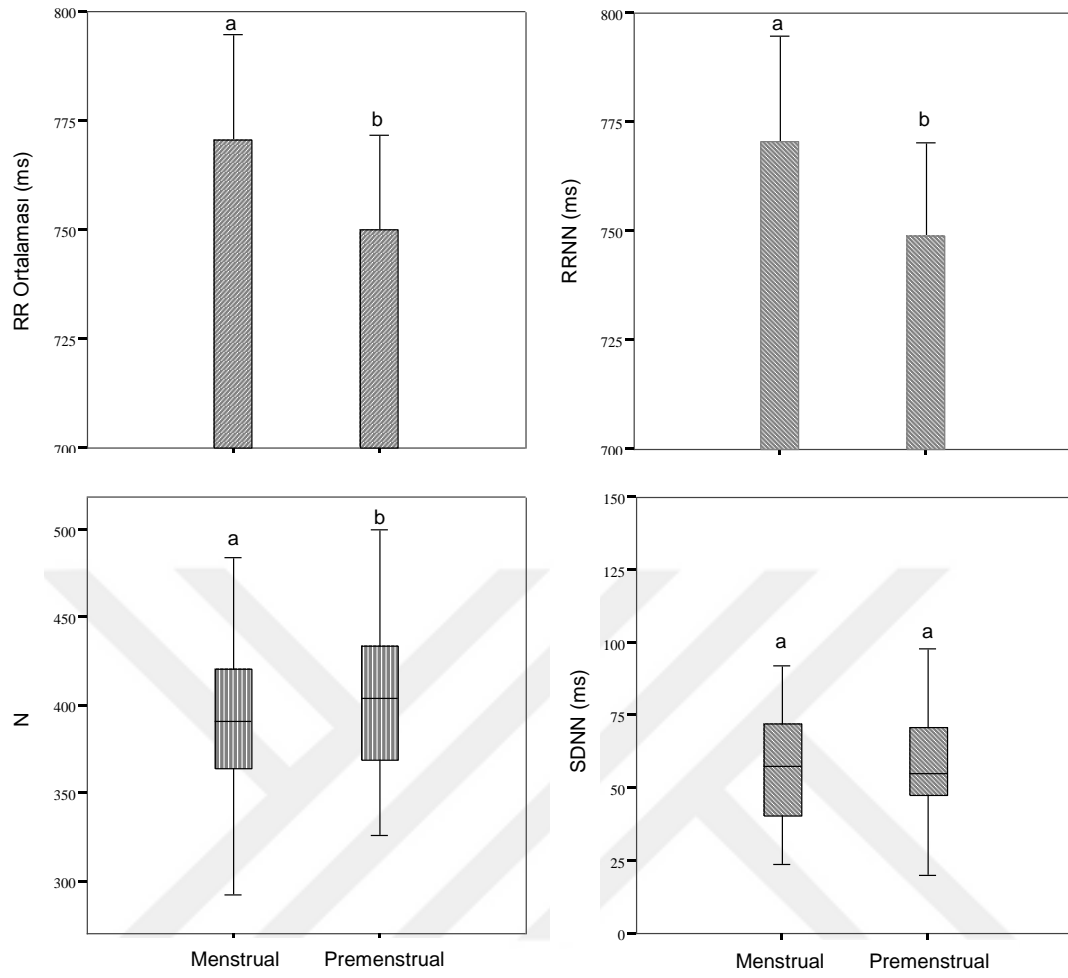 RR Ortalaması (ms)
800
775
750
725
700
a
b
RRNN (ms)
800
775
750
725
700
a
b
N
500
450
400
350
300
a
b
Menstrual Premenstrual
SDNN (ms)
150
125
100
75
50
25
0
a
a
Menstrual Premenstrual